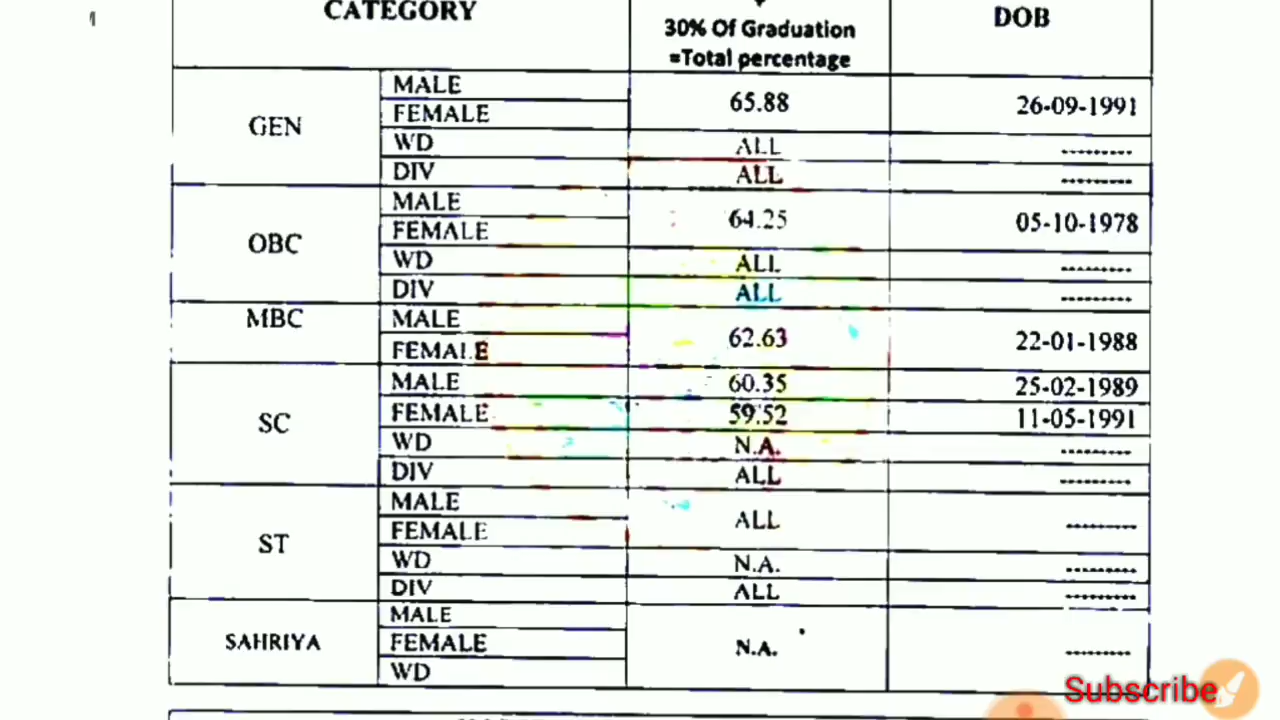 CATEGORY DOB
30% Of Graduation
=Total percentage
GEN MALE 65.88 26-09-1991
FEMALE
WD ALL ---------
DIV ALL ---------
OBC MALE 64.25 05-10-1978
FEMALE
WD ALL ---------
DIV ALL ---------
MBC MALE 62.63 22-01-1988
FEMALE
SC MALE 60.35 25-02-1989
FEMALE 59.52 11-05-1991
WD N.A. ---------
DIV ALL ---------
ST MALE ALL ---------
FEMALE
WD N.A. ---------
DIV ALL ---------
SAHRIYA MALE N.A. ---------
FEMALE
WD
Subscribe